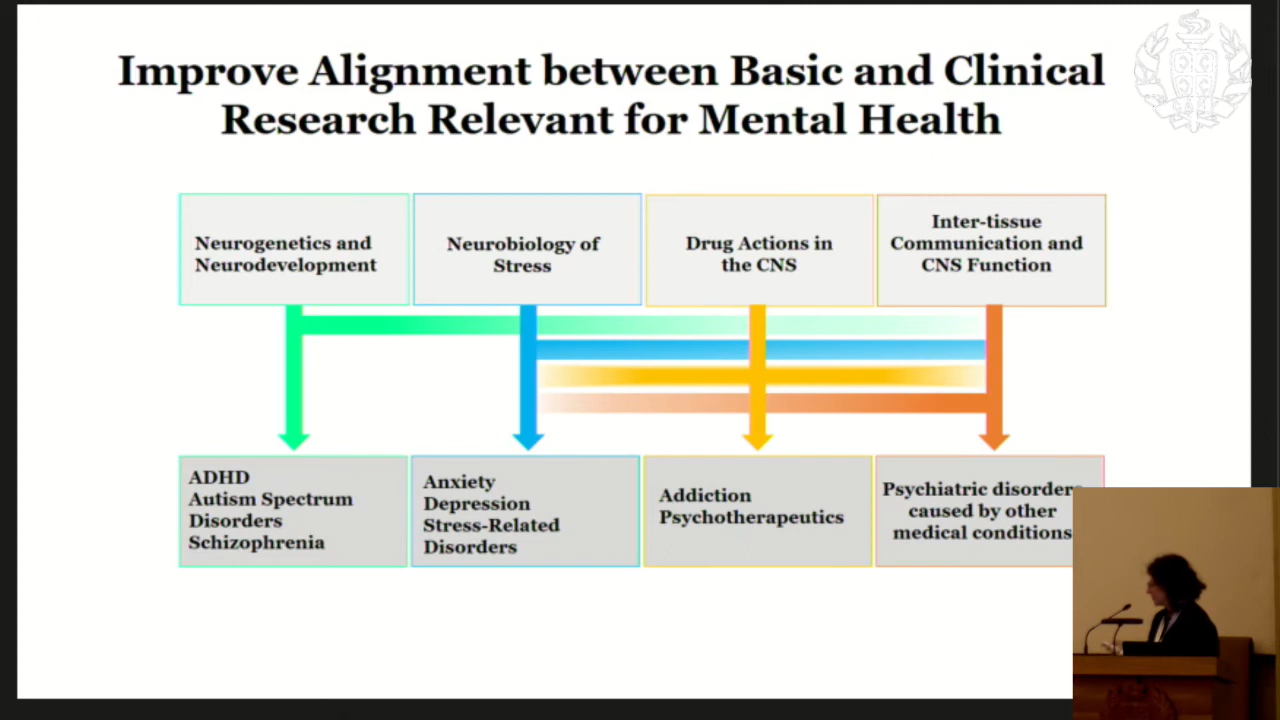 Improve Alignment between Basic and Clinical
Research Relevant for Mental Health
Neurogenetics and
Neurodevelopment
Neurobiology of
Stress
Drug Actions in
the CNS
Inter-tissue
Communication and
CNS Function
ADHD
Autism Spectrum
Disorders
Schizophrenia
Anxiety
Depression
Stress-Related
Disorders
Addiction
Psychotherapeutics
Psychiatric disorders
caused by other
medical conditions